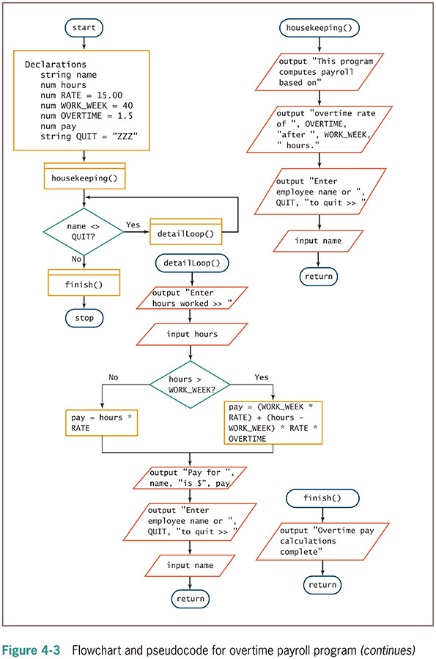 start
Declarations
string name
num hours
num RATE = 15.00
num WORK_WEEK = 40
num OVERTIME = 1.5
num pay
string QUIT = "ZZZ"
housekeeping()
name <>
QUIT?
Yes
detailLoop()
No
finish()
stop
housekeeping()
output "This program
computes payroll
based on"
output "overtime rate
of ", OVERTIME,
"after ", WORK_WEEK,
" hours."
output "Enter
employee name or ",
QUIT, "to quit >> "
input name
return
detailLoop()
output "Enter
hours worked >> "
input hours
hours >
WORK_WEEK?
No
Yes
pay = hours *
RATE
pay = (WORK_WEEK *
RATE) + (hours -
WORK_WEEK) * RATE *
OVERTIME
output "Pay for ",
name, "is $", pay
output "Enter
employee name or ",
QUIT, "to quit >> "
input name
return
finish()
output "Overtime pay
calculations
complete"
return
Figure 4-3 Flowchart and pseudocode for overtime payroll program (continues)